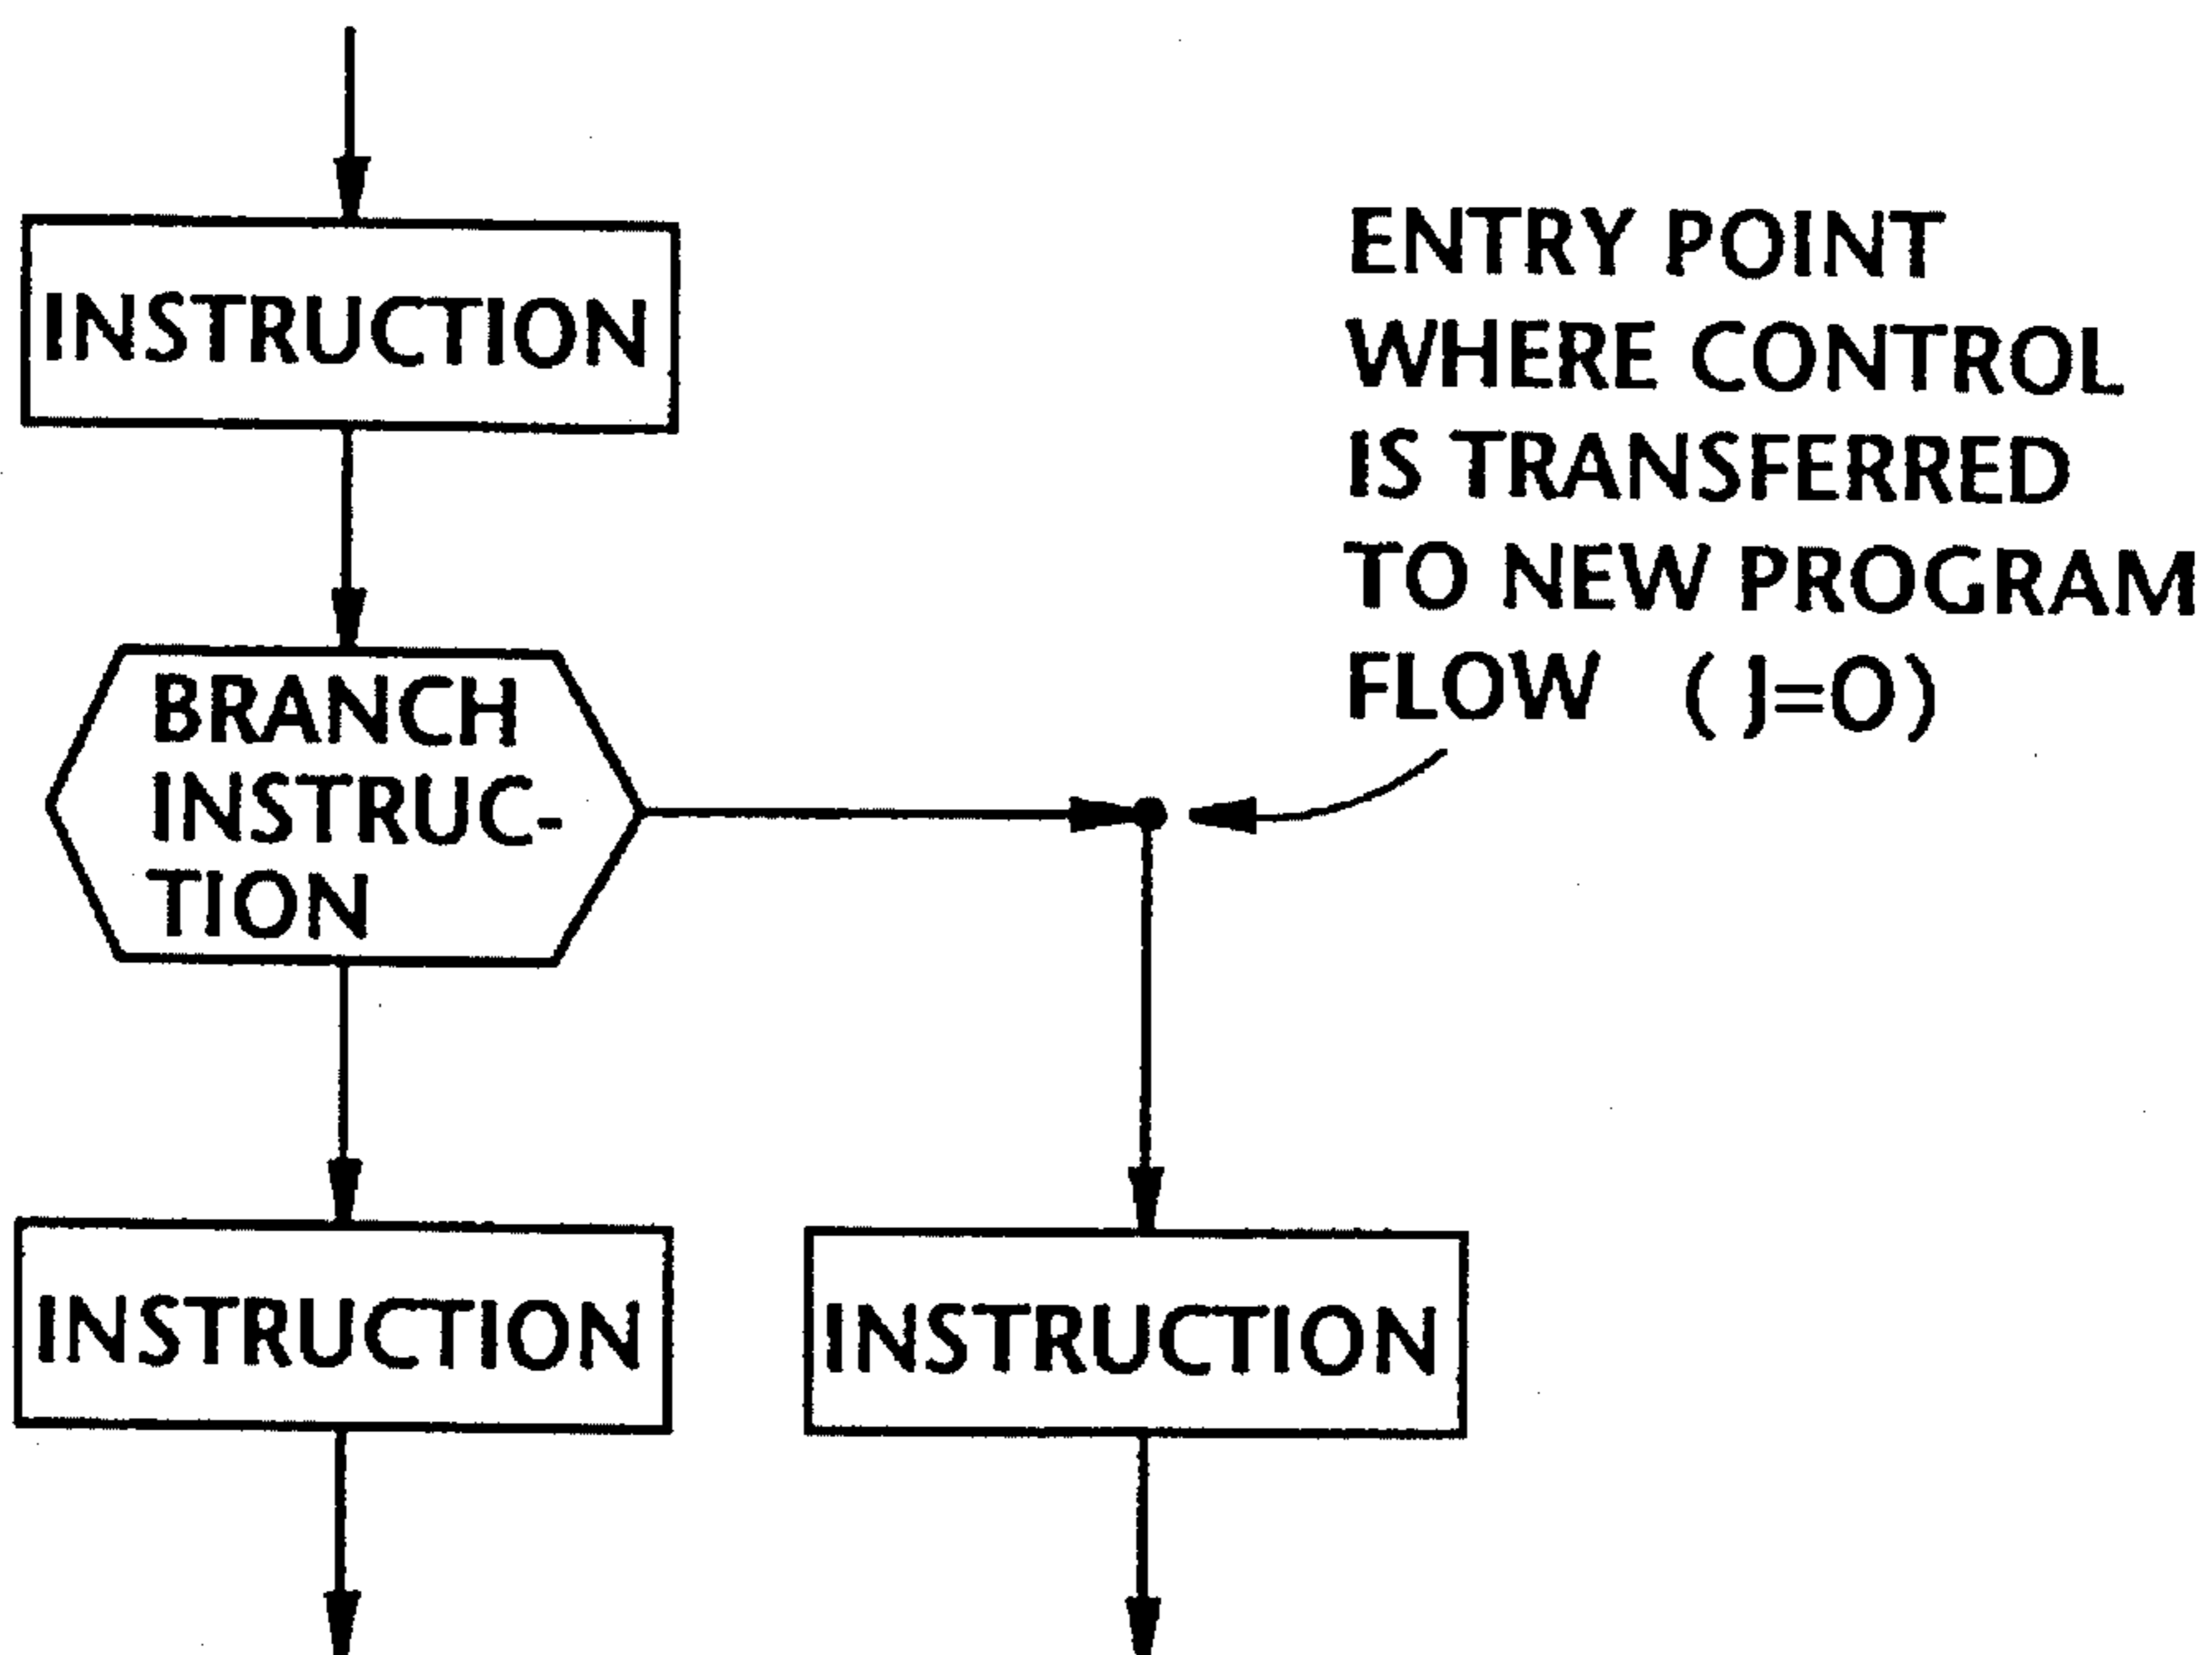 INSTRUCTION
ENTRY POINT
WHERE CONTROL
IS TRANSFERRED
TO NEW PROGRAM
FLOW (J=0)
BRANCH
INSTRUC-
TION
INSTRUCTION
INSTRUCTION